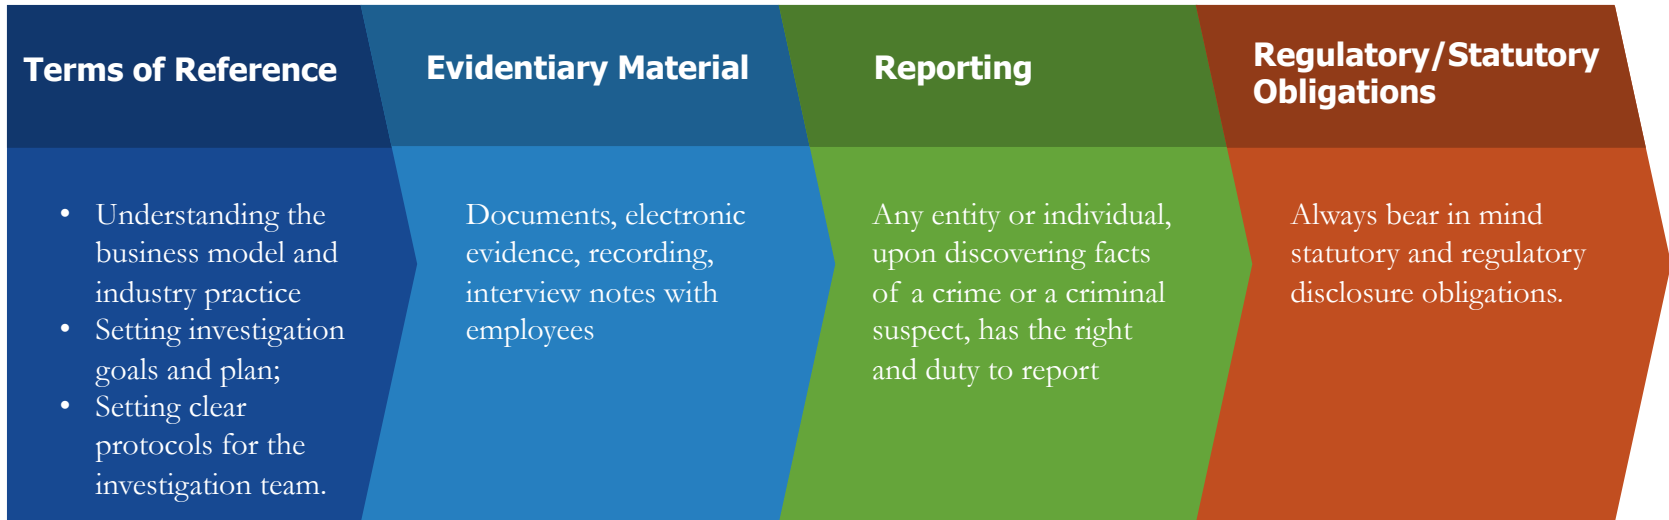 Terms of Reference
• Understanding the
business model and
industry practice
• Setting investigation
goals and plan;
• Setting clear
protocols for the
investigation team.
Evidentiary Material
Documents, electronic
evidence, recording,
interview notes with
employees
Reporting
Any entity or individual,
upon discovering facts
of a crime or a criminal
suspect, has the right
and duty to report
Regulatory/Statutory
Obligations
Always bear in mind
statutory and regulatory
disclosure obligations.